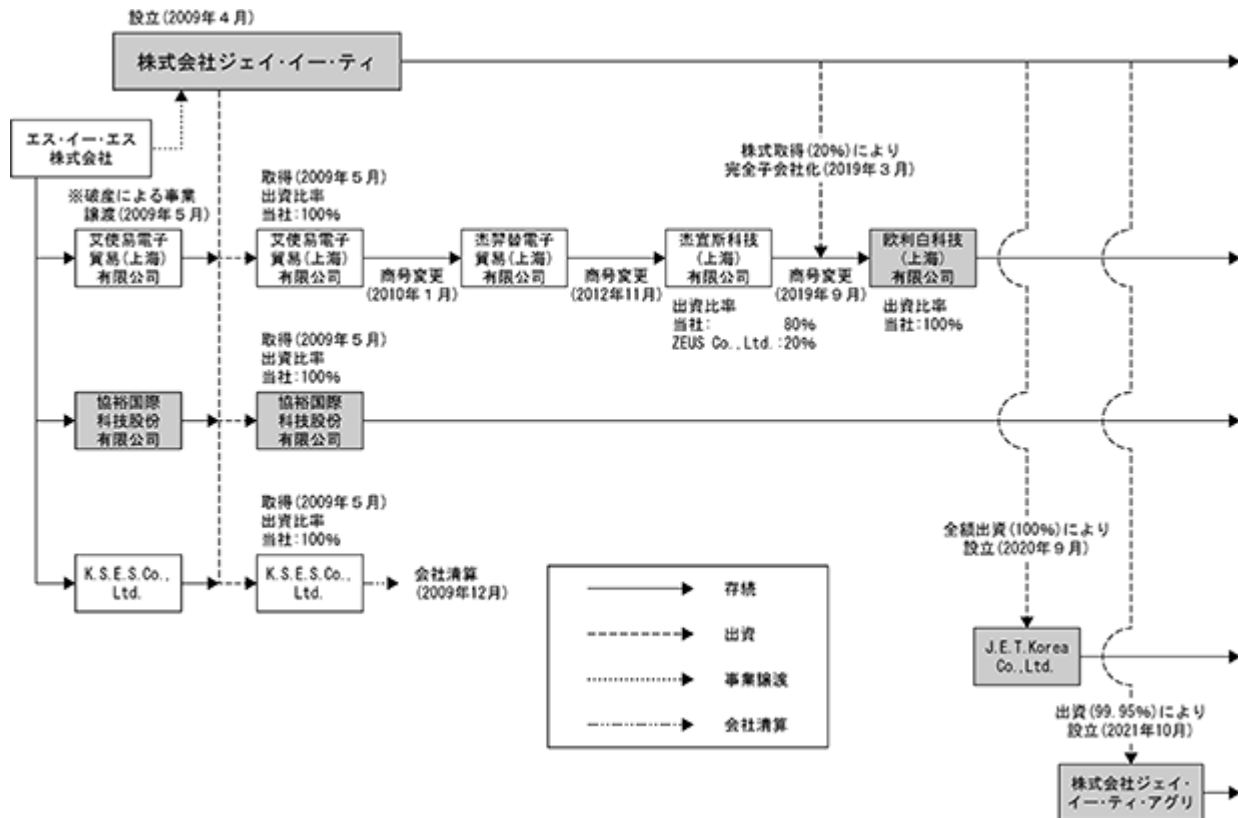 設立(2009年4月)
株式会社ジェイ・イー・ティ
エス・イー・エス
株式会社
※破産による事業
譲渡(2009年5月)
取得(2009年5月)
出資比率
当社:100%
株式取得(20%)により
完全子会社化(2019年3月)
艾使易電子
貿易(上海)
有限公司
艾使易電子
貿易(上海)
有限公司
商号変更
(2010年1月)
杰羿替電子
貿易(上海)
有限公司
商号変更
(2012年11月)
杰宜斯科技
(上海)
有限公司
商号変更
(2019年9月)
欧利白科技
(上海)
有限公司
出資比率
当社: 80%
ZEUS Co.,Ltd.:20%
出資比率
当社:100%
取得(2009年5月)
出資比率
当社:100%
協裕国際
科技股份
有限公司
協裕国際
科技股份
有限公司
取得(2009年5月)
出資比率
当社:100%
K.S.E.S.Co.,
Ltd.
K.S.E.S.Co.,
Ltd.
会社清算
(2009年12月)
存続
出資
事業譲渡
会社清算
全額出資(100%)により
設立(2020年9月)
J.E.T.Korea
Co.,Ltd.
出資(99.95%)により
設立(2021年10月)
株式会社ジェイ・
イー・ティ・アグリ